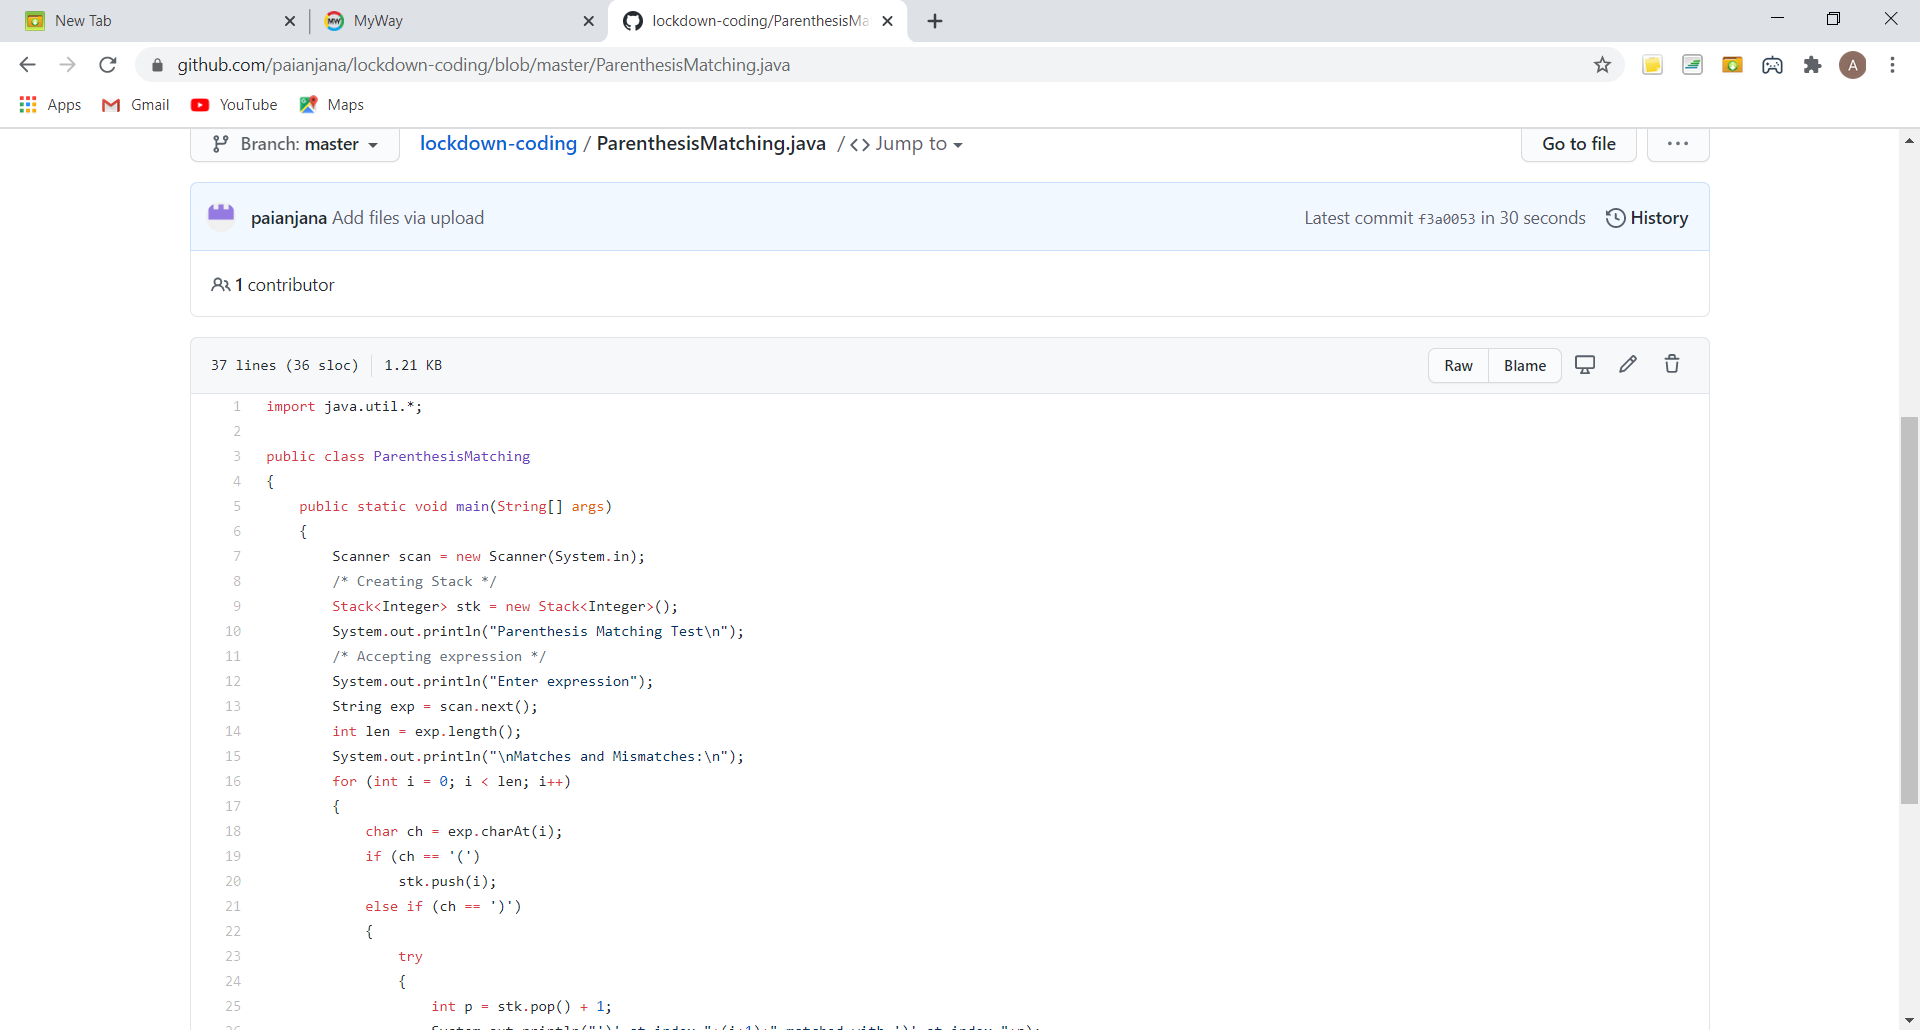 New Tab
MyWay
lockdown-coding/ParenthesisMa
github.com/paianjana/lockdown-coding/blob/master/ParenthesisMatching.java
A
Apps
Gmail
YouTube
Maps
Branch: master
lockdown-coding / ParenthesisMatching.java / <> Jump to
Go to file
...
paianjana Add files via upload
Latest commit f3a0053 in 30 seconds
History
1 contributor
37 lines (36 sloc)
1.21 KB
Raw
Blame
1 import java.util.*;
2
3 public class ParenthesisMatching
4 {
5 public static void main(String[] args)
6 {
7 Scanner scan = new Scanner(System.in);
8 /* Creating Stack */
9 Stack<Integer> stk = new Stack<Integer>();
10 System.out.println("Parenthesis Matching Test\n");
11 /* Accepting expression */
12 System.out.println("Enter expression");
13 String exp = scan.next();
14 int len = exp.length();
15 System.out.println("\nMatches and Mismatches:\n");
16 for (int i = 0; i < len; i++)
17 {
18 char ch = exp.charAt(i);
19 if (ch == '(')
20 stk.push(i);
21 else if (ch == ')')
22 {
23 try
24 {
25 int p = stk.pop() + 1;